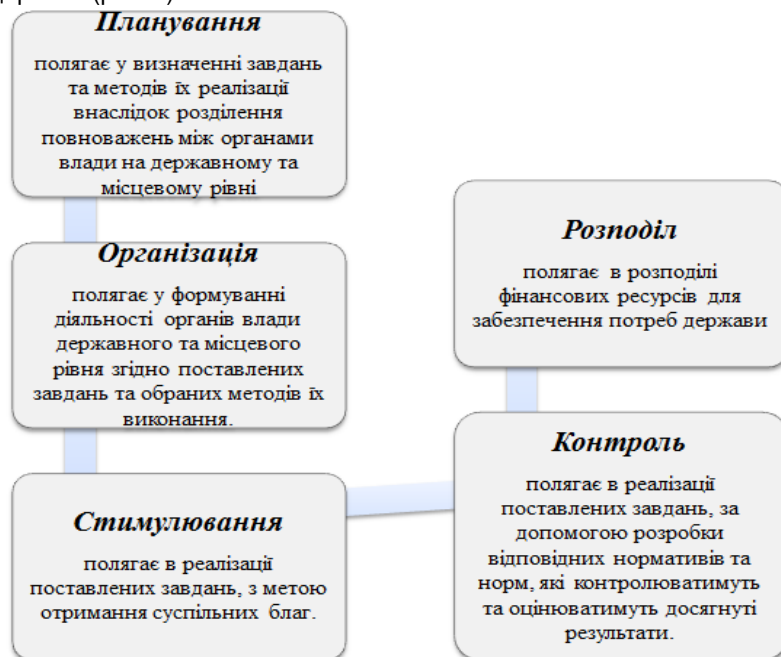 Планування
полягає у визначенні завдань
та методів їх реалізації
внаслідок розділення
повноважень між органами
влади на державному та
місцевому рівні
Організація
полягає у формуванні
діяльності органів влади
державного та місцевого
рівня згідно поставлених
завдань та обраних методів їх
виконання.
Стимулювання
полягає в реалізації
поставлених завдань, з метою
отримання суспільних благ.
Контроль
полягає в реалізації
поставлених завдань, за
допомогою розробки
відповідних нормативів та
норм, які контролюватимуть
та оцінюватимуть досягнуті
результати.
Розподіл
полягає в розподілі
фінансових ресурсів для
забезпечення потреб держави